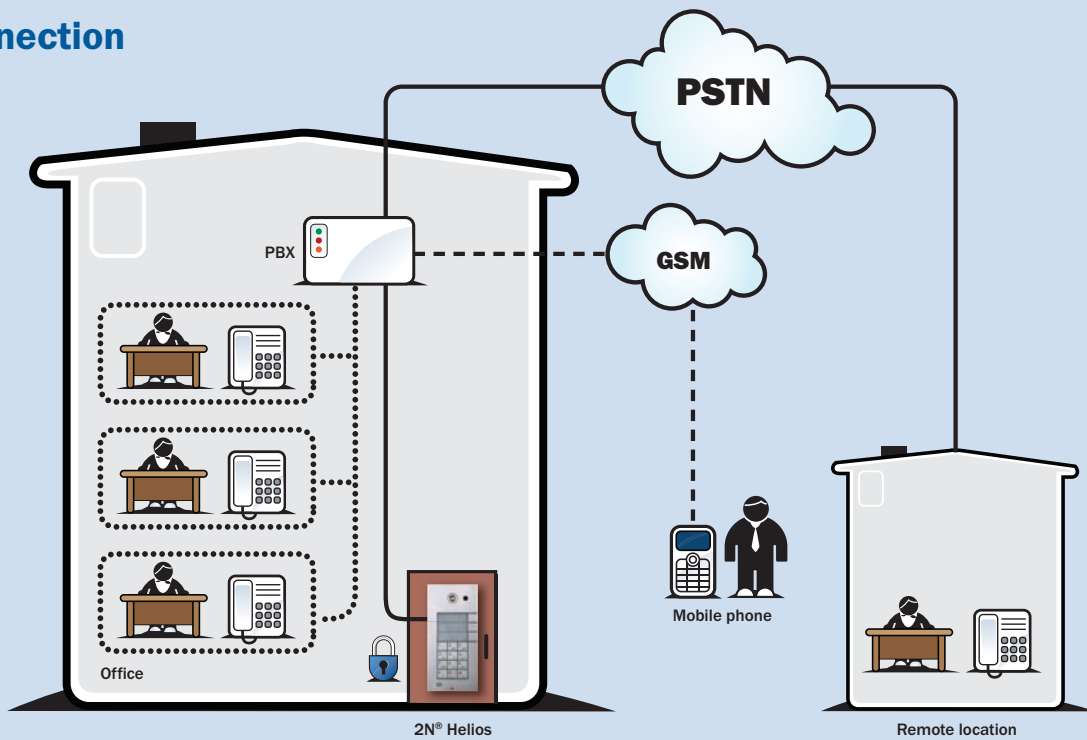 nection
PSTN
PBX
GSM
Mobile phone
Office
2N® Helios
Remote location